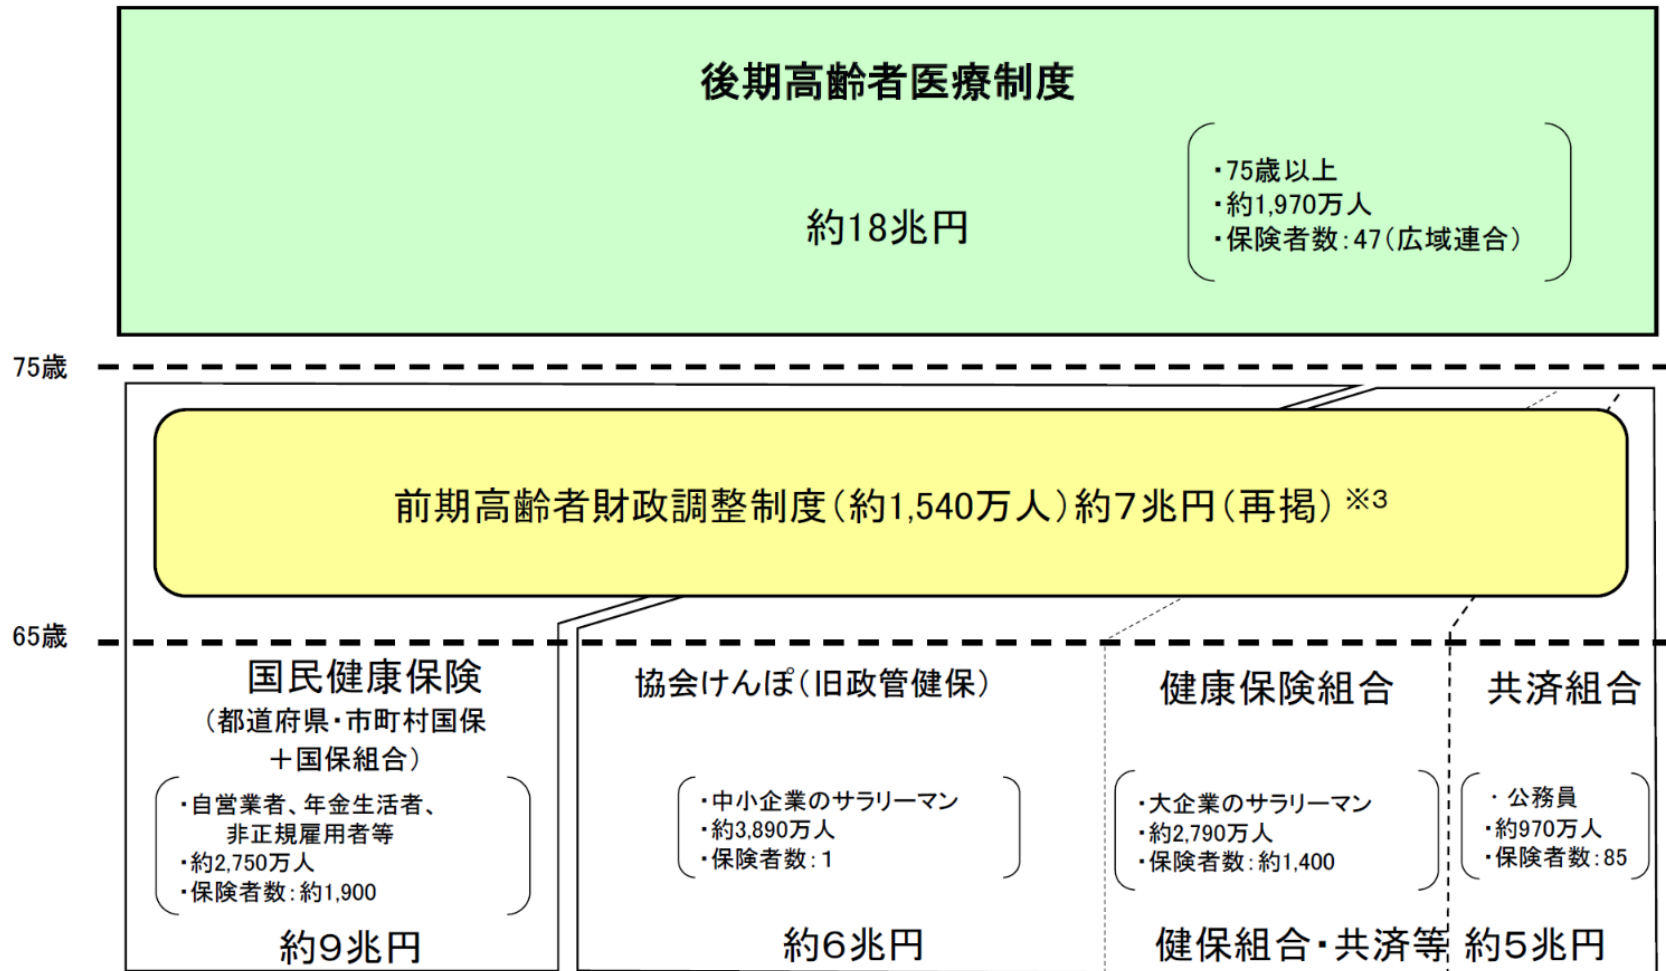 後期高齢者医療制度
約18兆円
・75歳以上
・約1,970万人
・保険者数：47（広域連合）
75歳
前期高齢者財政調整制度（約1,540万人）約７兆円（再掲）※3
65歳
国民健康保険
（都道府県・市町村国保
＋国保組合）
・自営業者、年金生活者、
非正規雇用者等
・約2,750万人
・保険者数：約1,900
約９兆円
協会けんぽ（旧政管健保）
・中小企業のサラリーマン
・約3,890万人
・保険者数：１
約６兆円
健康保険組合
・大企業のサラリーマン
・約2,790万人
・保険者数：約1,400
共済組合
・公務員
・約970万人
・保険者数：85
健保組合・共済等 約５兆円